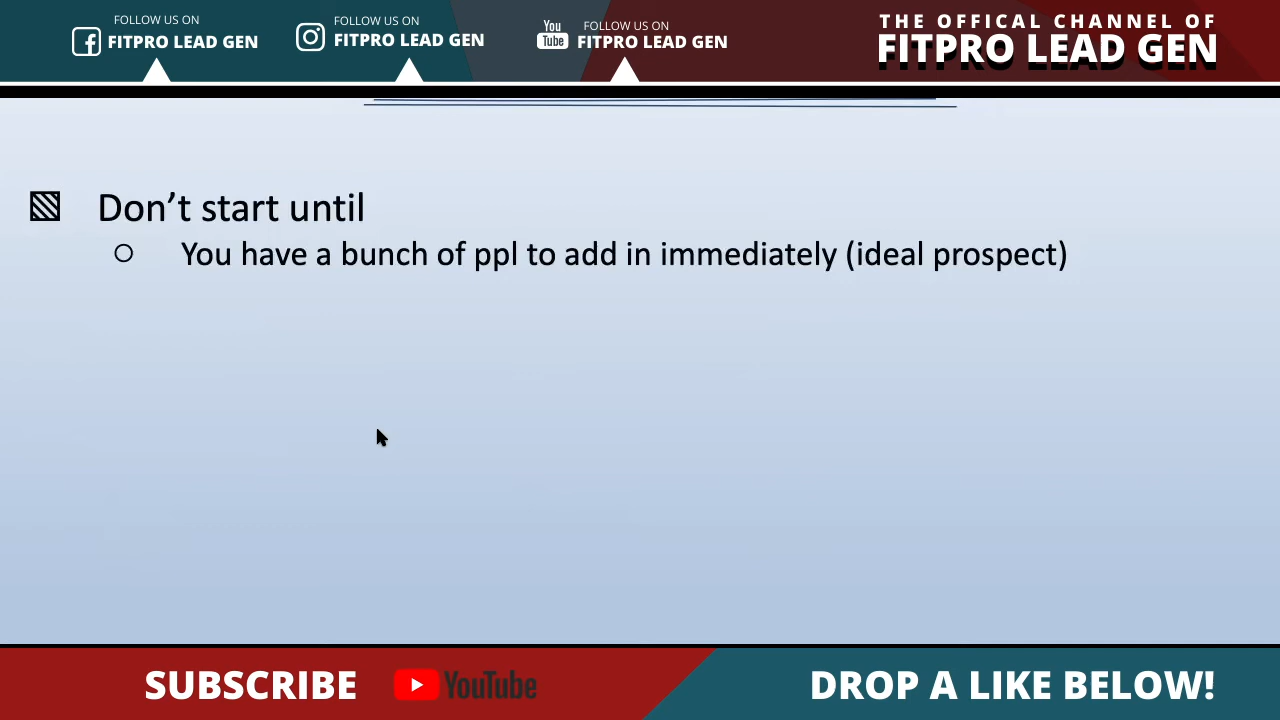 FOLLOW US ON
FITPRO LEAD GEN
FOLLOW US ON
FITPRO LEAD GEN
You
Tube
FOLLOW US ON
FITPRO LEAD GEN
THE OFFICAL CHANNEL OF
FITPRO LEAD GEN
Don’t start until
You have a bunch of ppl to add in immediately (ideal prospect)
SUBSCRIBE YouTube
DROP A LIKE BELOW!